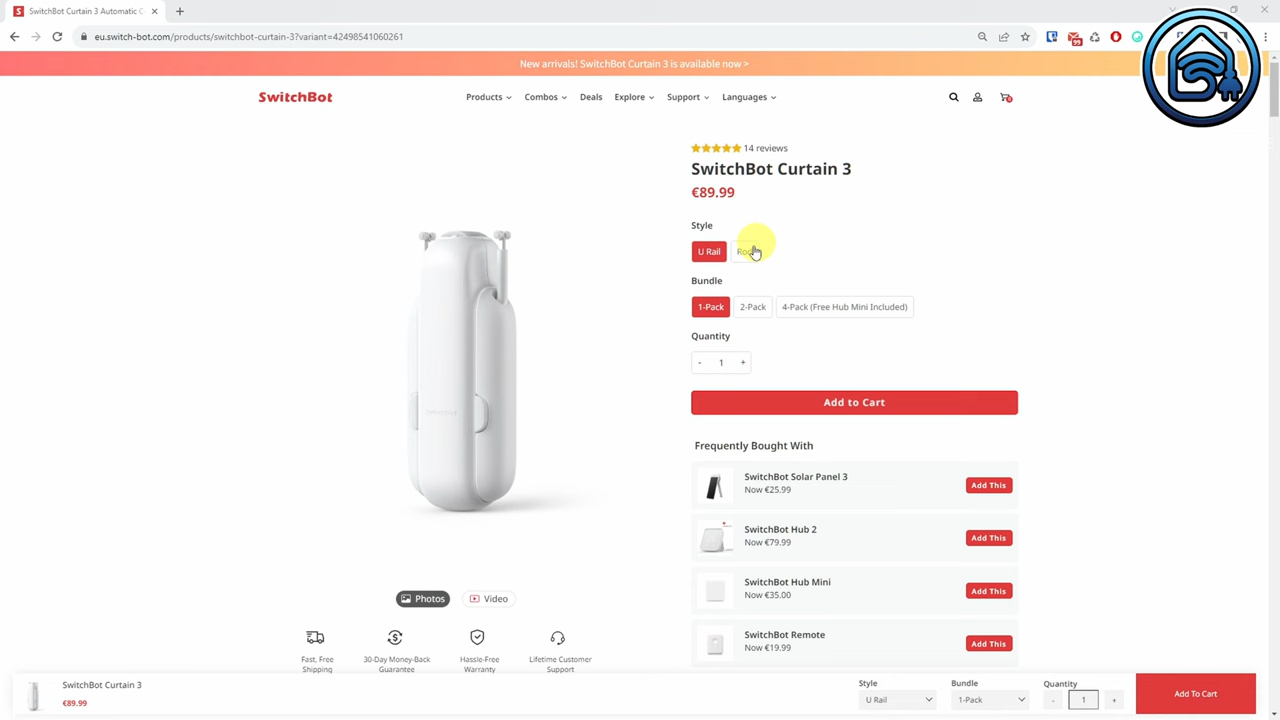 SwitchBot Curtain 3 Automatic C
eu.switch-bot.com/products/switchbot-curtain-3?variant=42498541060261
99
New arrivals! SwitchBot Curtain 3 is available now >
SwitchBot
Products
Combos
Deals
Explore
Support
Languages
0
14 reviews
SwitchBot Curtain 3
€89.99
Style
U Rail
Bundle
1-Pack
2-Pack
4-Pack (Free Hub Mini Included)
Quantity
- 1 +
Add to Cart
Frequently Bought With
SwitchBot Solar Panel 3
Now €25.99
Add This
SwitchBot Hub 2
Now €79.99
Add This
SwitchBot Hub Mini
Now €35.00
Add This
SwitchBot Remote
Now €19.99
Add This
Photos
Video
Fast, Free
Shipping
30-Day Money-Back
Guarantee
Hassle-Free
Warranty
Lifetime Customer
Support
SwitchBot Curtain 3
€89.99
Style
U Rail
Bundle
1-Pack
Quantity
- 1 +
Add To Cart